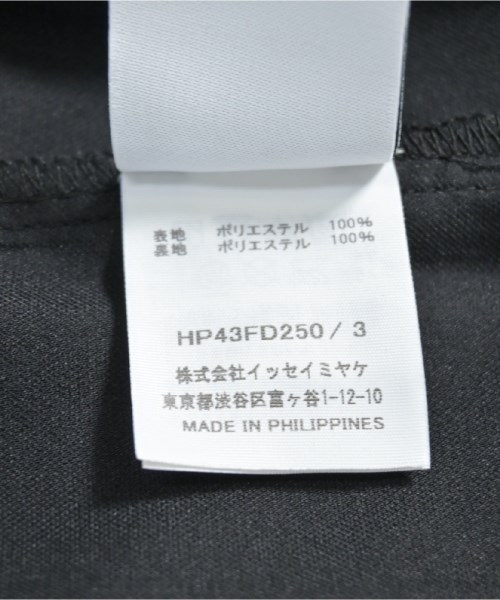 表地 ポリエステル 100%
裏地 ポリエステル 100%
HP43FD250 / 3
株式会社イッセイミヤケ
東京都渋谷区富ヶ谷1-12-10
MADE IN PHILIPPINES